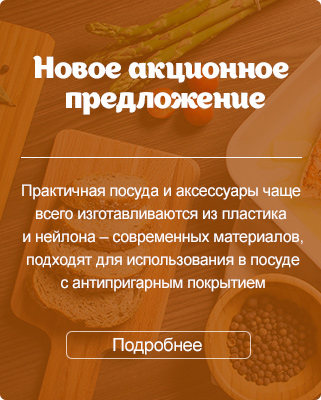 Новое акционное
предложение
Практичная посуда и аксессуары чаще
всего изготавливаются из пластика
и нейлона – современных материалов,
подходят для использования в посуде
с антипригарным покрытием
Подробнее